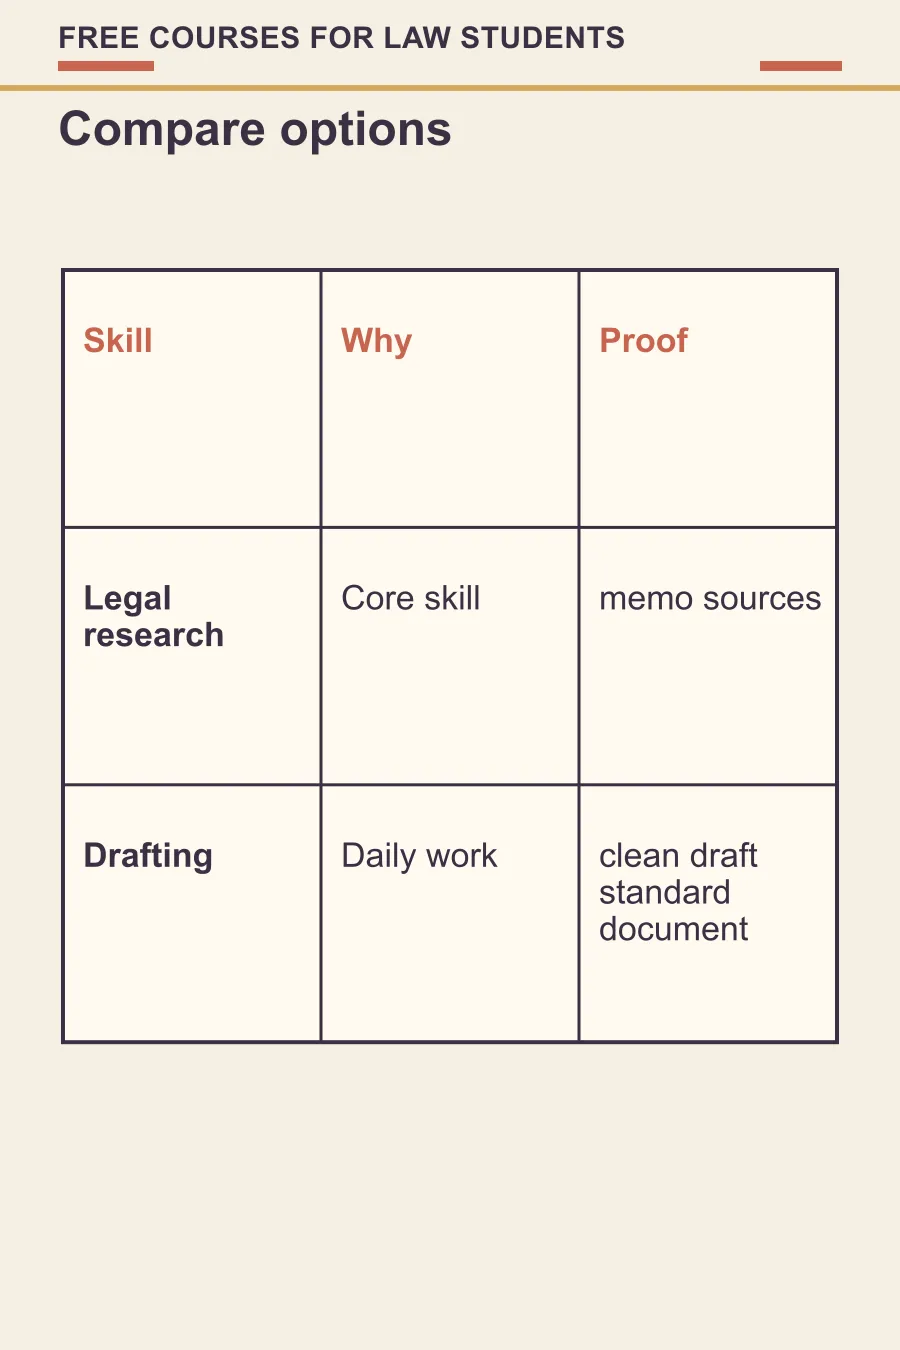 FREE COURSES FOR LAW STUDENTS
Compare options
Skill
Why
Proof
Legal
research
Core skill
memo sources
Drafting
Daily work
clean draft
standard
document